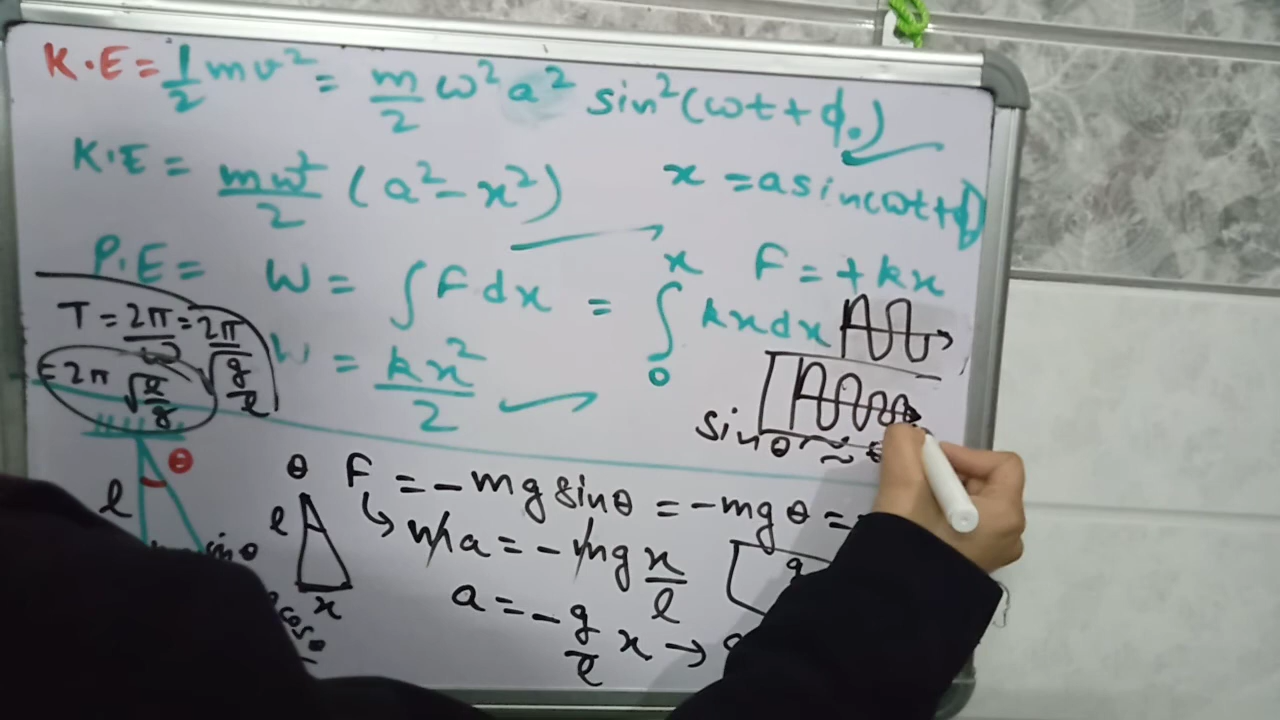 K.E = 1/2 mv² = m/2 ω² a² sin²(ωt + ϕ₀)
K.E = mω²/2 (a² - x²)
x = a sin(ωt + ϕ)
P.E = W = ∫ F dx = ∫₀ˣ kx dx
F = + kx
W = kx²/2
T = 2π/ω = 2π/√(g/l)
= 2π √(l/g)
sinθ ≈
θ
l
θ
l
x
F = - mg sinθ = - mg θ =
ma = - mg x/l
a = - g/l x →